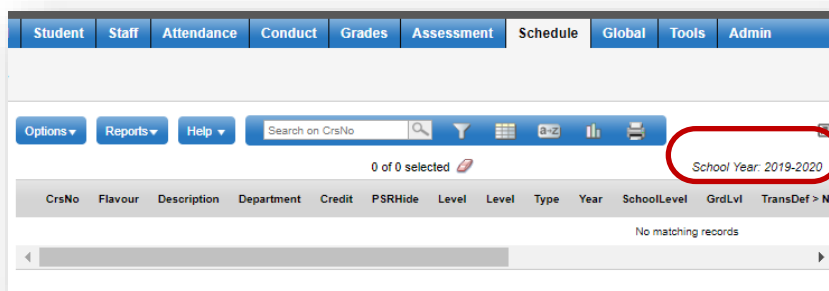 Student Staff Attendance Conduct Grades Assessment Schedule Global Tools Admin
Options Reports Help Search on CrsNo a-z
0 of 0 selected School Year: 2019-2020
CrsNo Flavour Description Department Credit PSRHide Level Level Type Year SchoolLevel GrdLvl TransDef > N
No matching records